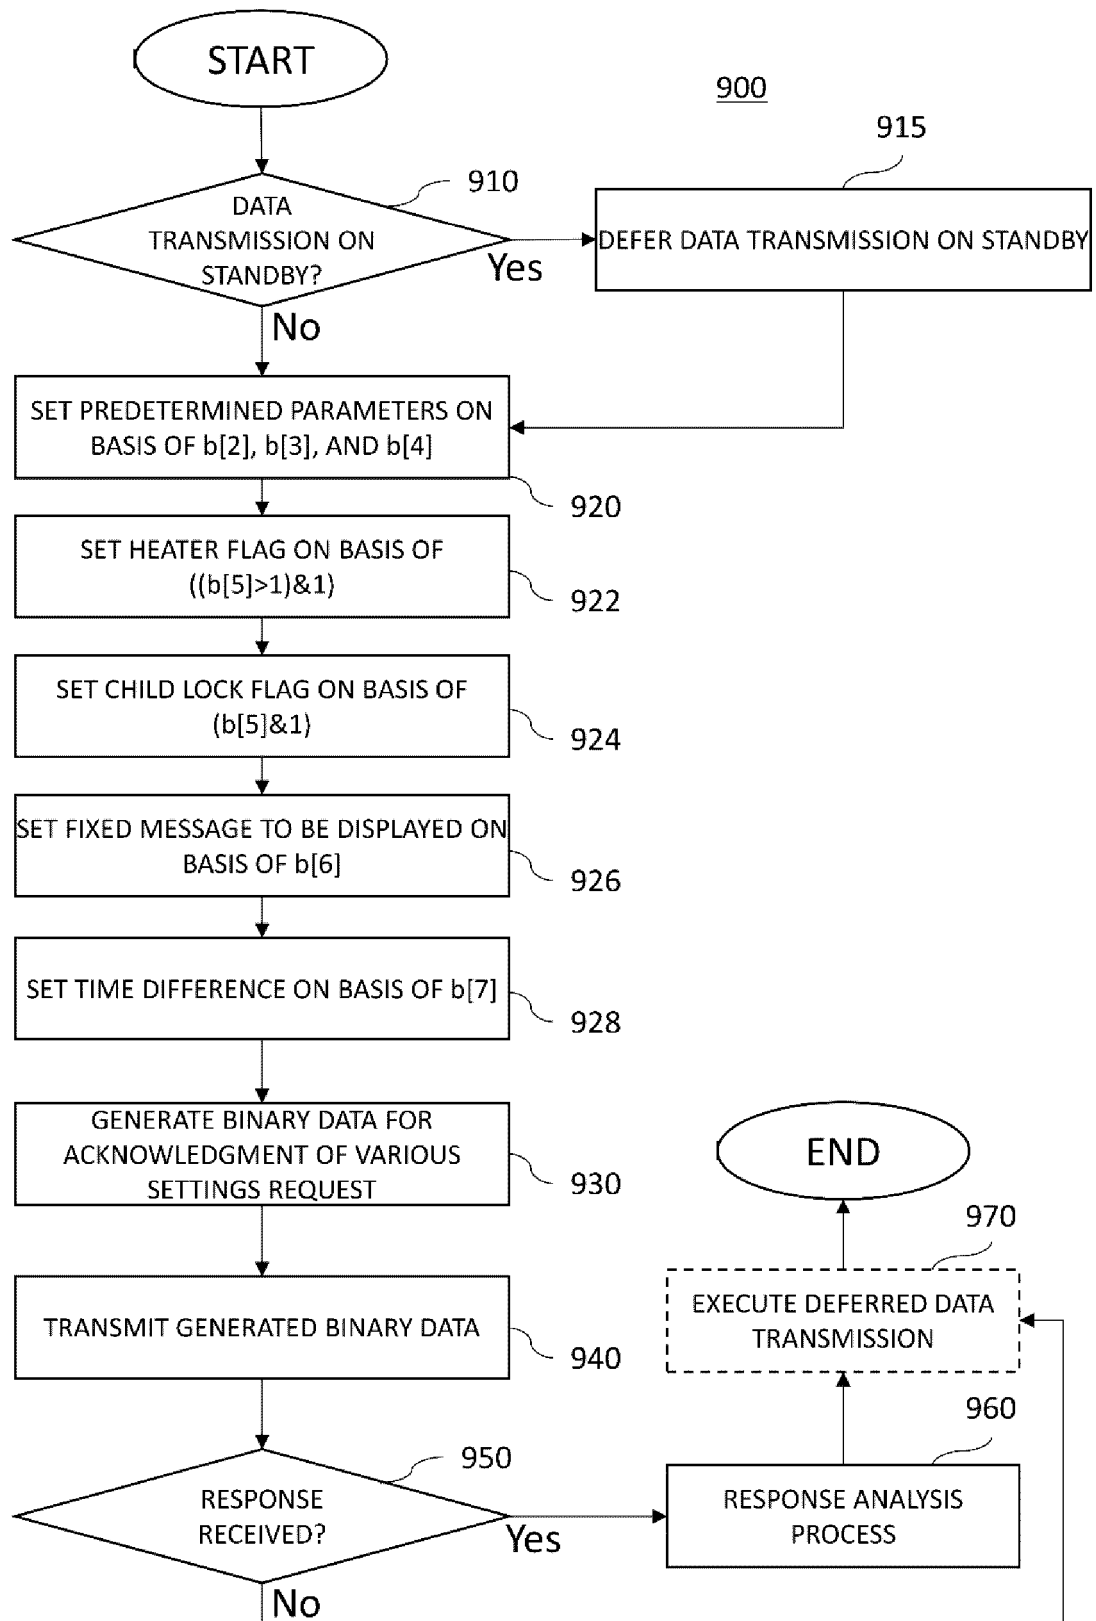 START
900
915
910
DATA
TRANSMISSION ON
STANDBY?
Yes
DEFER DATA TRANSMISSION ON STANDBY
No
SET PREDETERMINED PARAMETERS ON
BASIS OF b[2], b[3], AND b[4]
920
SET HEATER FLAG ON BASIS OF
((b[5]>1)&1)
922
SET CHILD LOCK FLAG ON BASIS OF
(b[5]&1)
924
SET FIXED MESSAGE TO BE DISPLAYED ON
BASIS OF b[6]
926
SET TIME DIFFERENCE ON BASIS OF b[7]
928
GENERATE BINARY DATA FOR
ACKNOWLEDGMENT OF VARIOUS
SETTINGS REQUEST
930
TRANSMIT GENERATED BINARY DATA
940
950
RESPONSE
RECEIVED?
Yes
No
960
RESPONSE ANALYSIS
PROCESS
970
EXECUTE DEFERRED DATA
TRANSMISSION
END